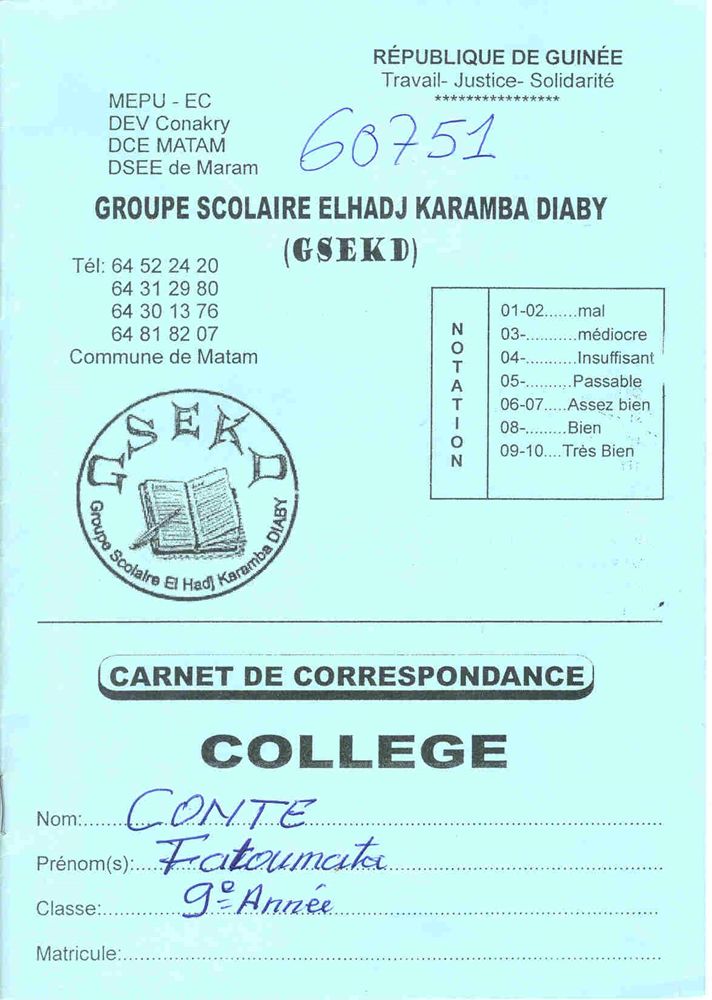 RÉPUBLIQUE DE GUINÉE
Travail- Justice- Solidarité
****************
MEPU - EC
DEV Conakry
DCE MATAM
DSEE de Maram
60751
GROUPE SCOLAIRE ELHADJ KARAMBA DIABY
(GSEKD)
Tél: 64 52 24 20
64 31 29 80
64 30 13 76
64 81 82 07
Commune de Matam
NOTATION
01-02.......mal
03-...........médiocre
04-...........Insuffisant
05-..........Passable
06-07.....Assez bien
08-.........Bien
09-10....Très Bien
GSEKD
Groupe Scolaire El Hadj Karamba DIABY
CARNET DE CORRESPONDANCE
COLLEGE
Nom: CONTE
Prénom(s): Fatoumata
Classe: 9e Année
Matricule: